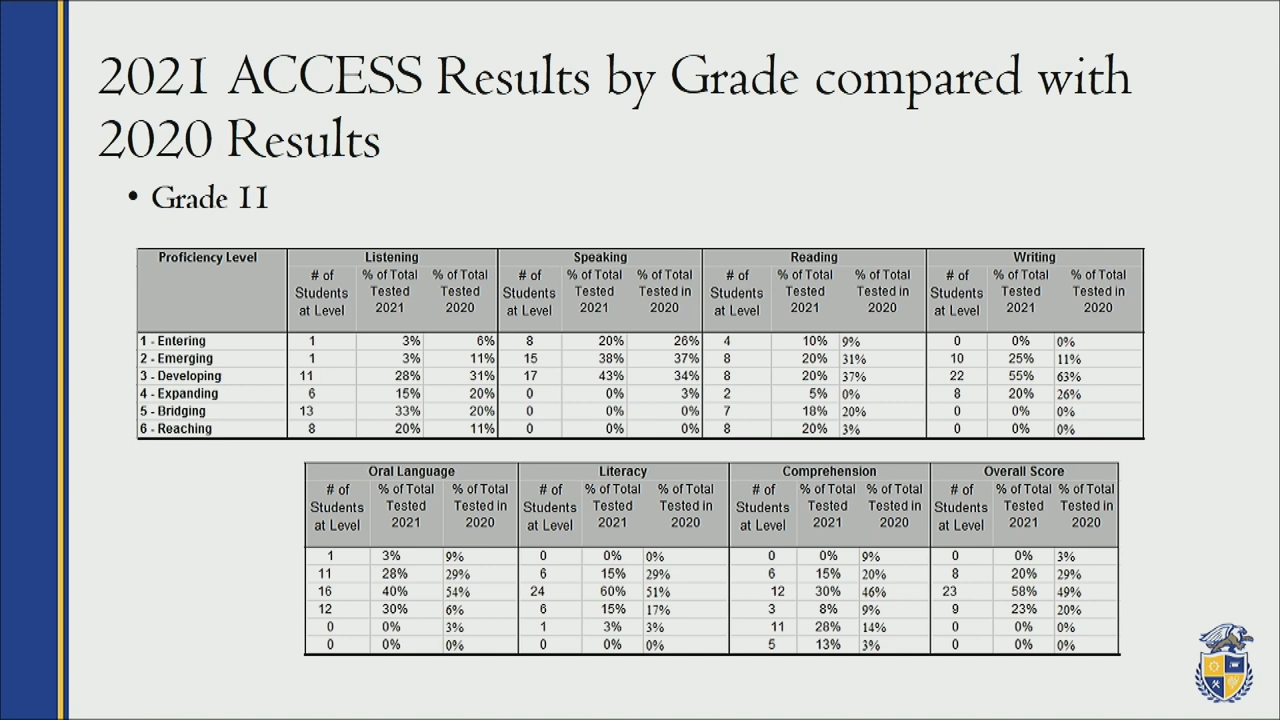 2021 ACCESS Results by Grade compared with
2020 Results
• Grade 11
Proficiency Level Listening Speaking Reading Writing
# of Students at Level % of Total Tested 2021 % of Total Tested 2020 # of Students at Level % of Total Tested 2021 % of Total Tested in 2020 # of Students at Level % of Total Tested 2021 % of Total Tested in 2020 # of Students at Level % of Total Tested 2021 % of Total Tested in 2020
1 - Entering 1 3% 6% 8 20% 26% 4 10% 9% 0 0% 0%
2 - Emerging 1 3% 11% 15 38% 37% 8 20% 31% 10 25% 11%
3 - Developing 11 28% 31% 17 43% 34% 8 20% 37% 22 55% 63%
4 - Expanding 6 15% 20% 0 0% 3% 2 5% 0% 8 20% 26%
5 - Bridging 13 33% 20% 0 0% 0% 7 18% 20% 0 0% 0%
6 - Reaching 8 20% 11% 0 0% 0% 8 20% 3% 0 0% 0%
Oral Language Literacy Comprehension Overall Score
# of Students at Level % of Total Tested 2021 % of Total Tested in 2020 # of Students at Level % of Total Tested 2021 % of Total Tested in 2020 # of Students at Level % of Total Tested 2021 % of Total Tested in 2020 # of Students at Level % of Total Tested 2021 % of Total Tested in 2020
1 3% 9% 0 0% 0% 0 0% 9% 0 0% 3%
11 28% 29% 6 15% 29% 6 15% 20% 8 20% 29%
16 40% 54% 24 60% 51% 12 30% 46% 23 58% 49%
12 30% 6% 6 15% 17% 3 8% 9% 9 23% 20%
0 0% 3% 1 3% 3% 11 28% 14% 0 0% 0%
0 0% 0% 0 0% 0% 5 13% 3% 0 0% 0%